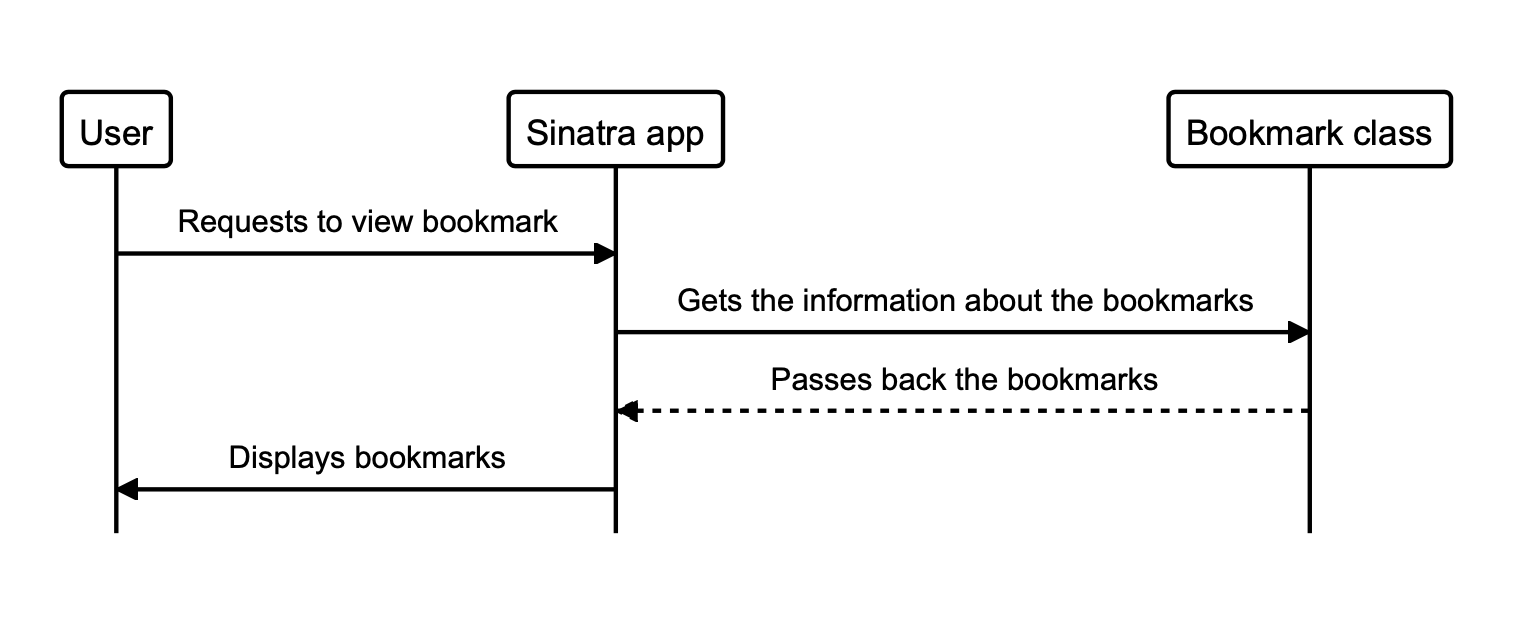 User
Sinatra app
Bookmark class
Requests to view bookmark
Gets the information about the bookmarks
Passes back the bookmarks
Displays bookmarks